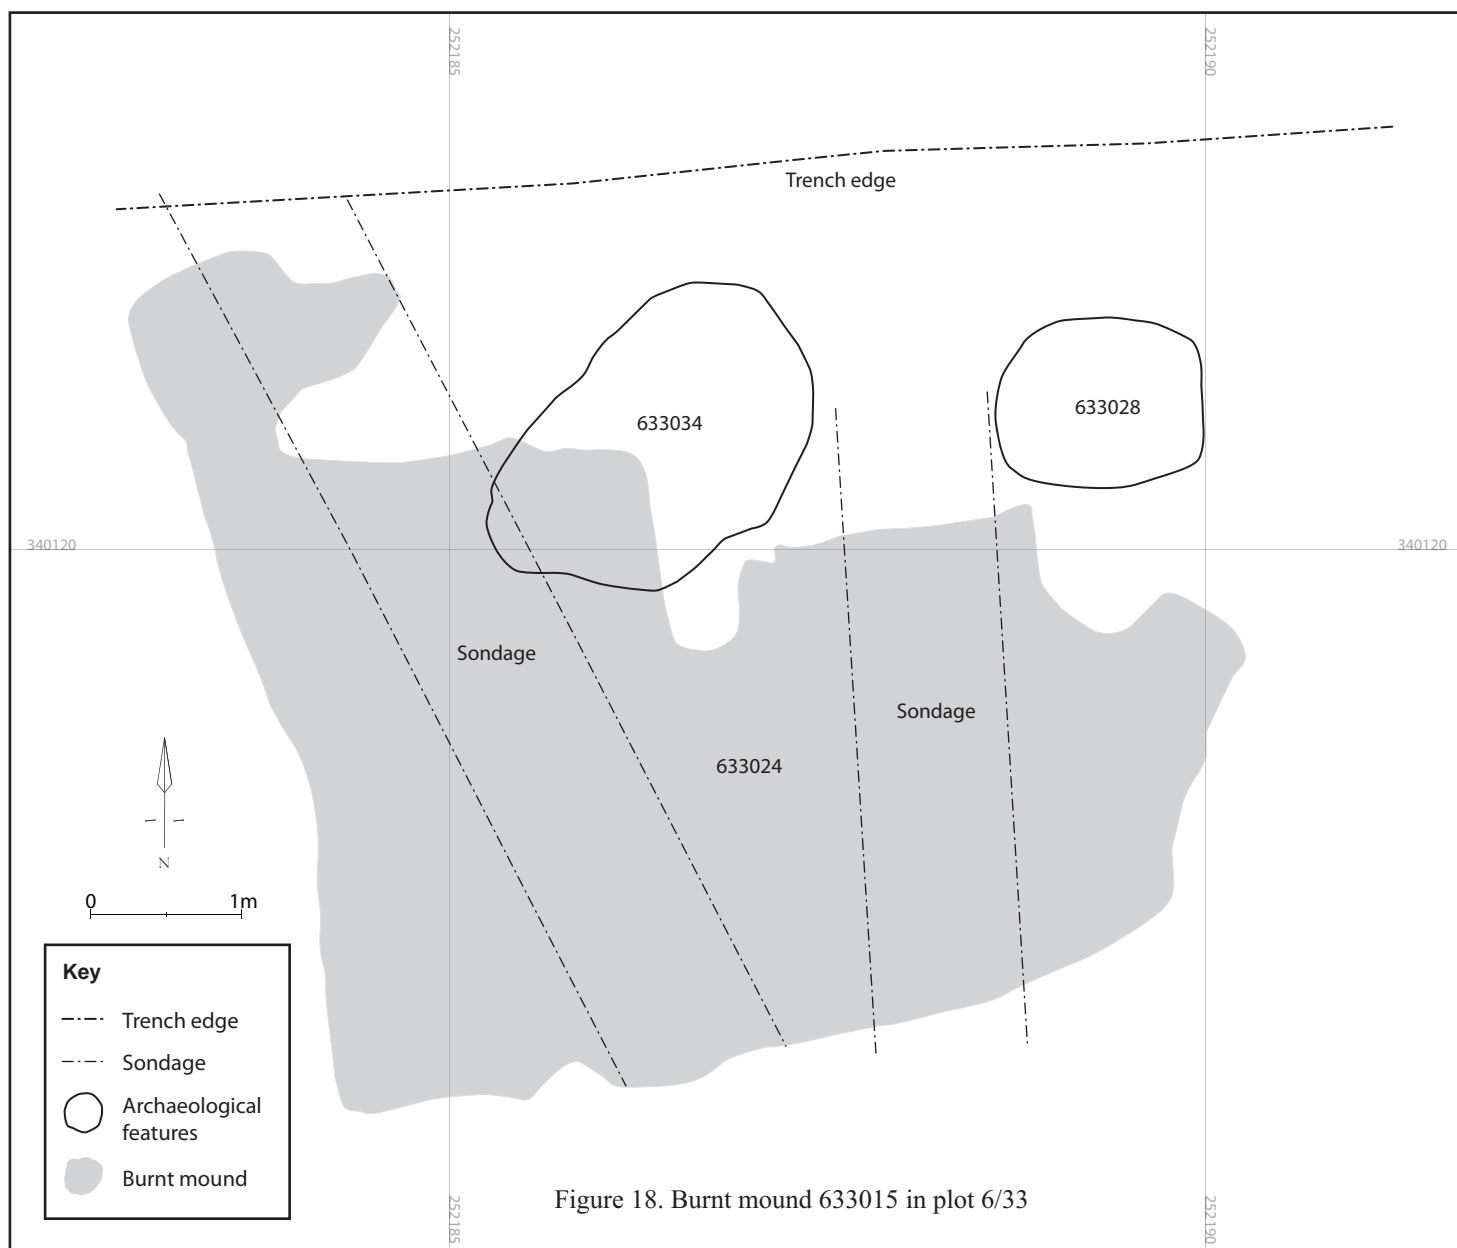 252185
252190
Trench edge
633034
633028
340120
340120
Sondage
Sondage
633024
N
0 1m
Key
Trench edge
Sondage
Archaeological
features
Burnt mound
Figure 18. Burnt mound 633015 in plot 6/33
252185
252190